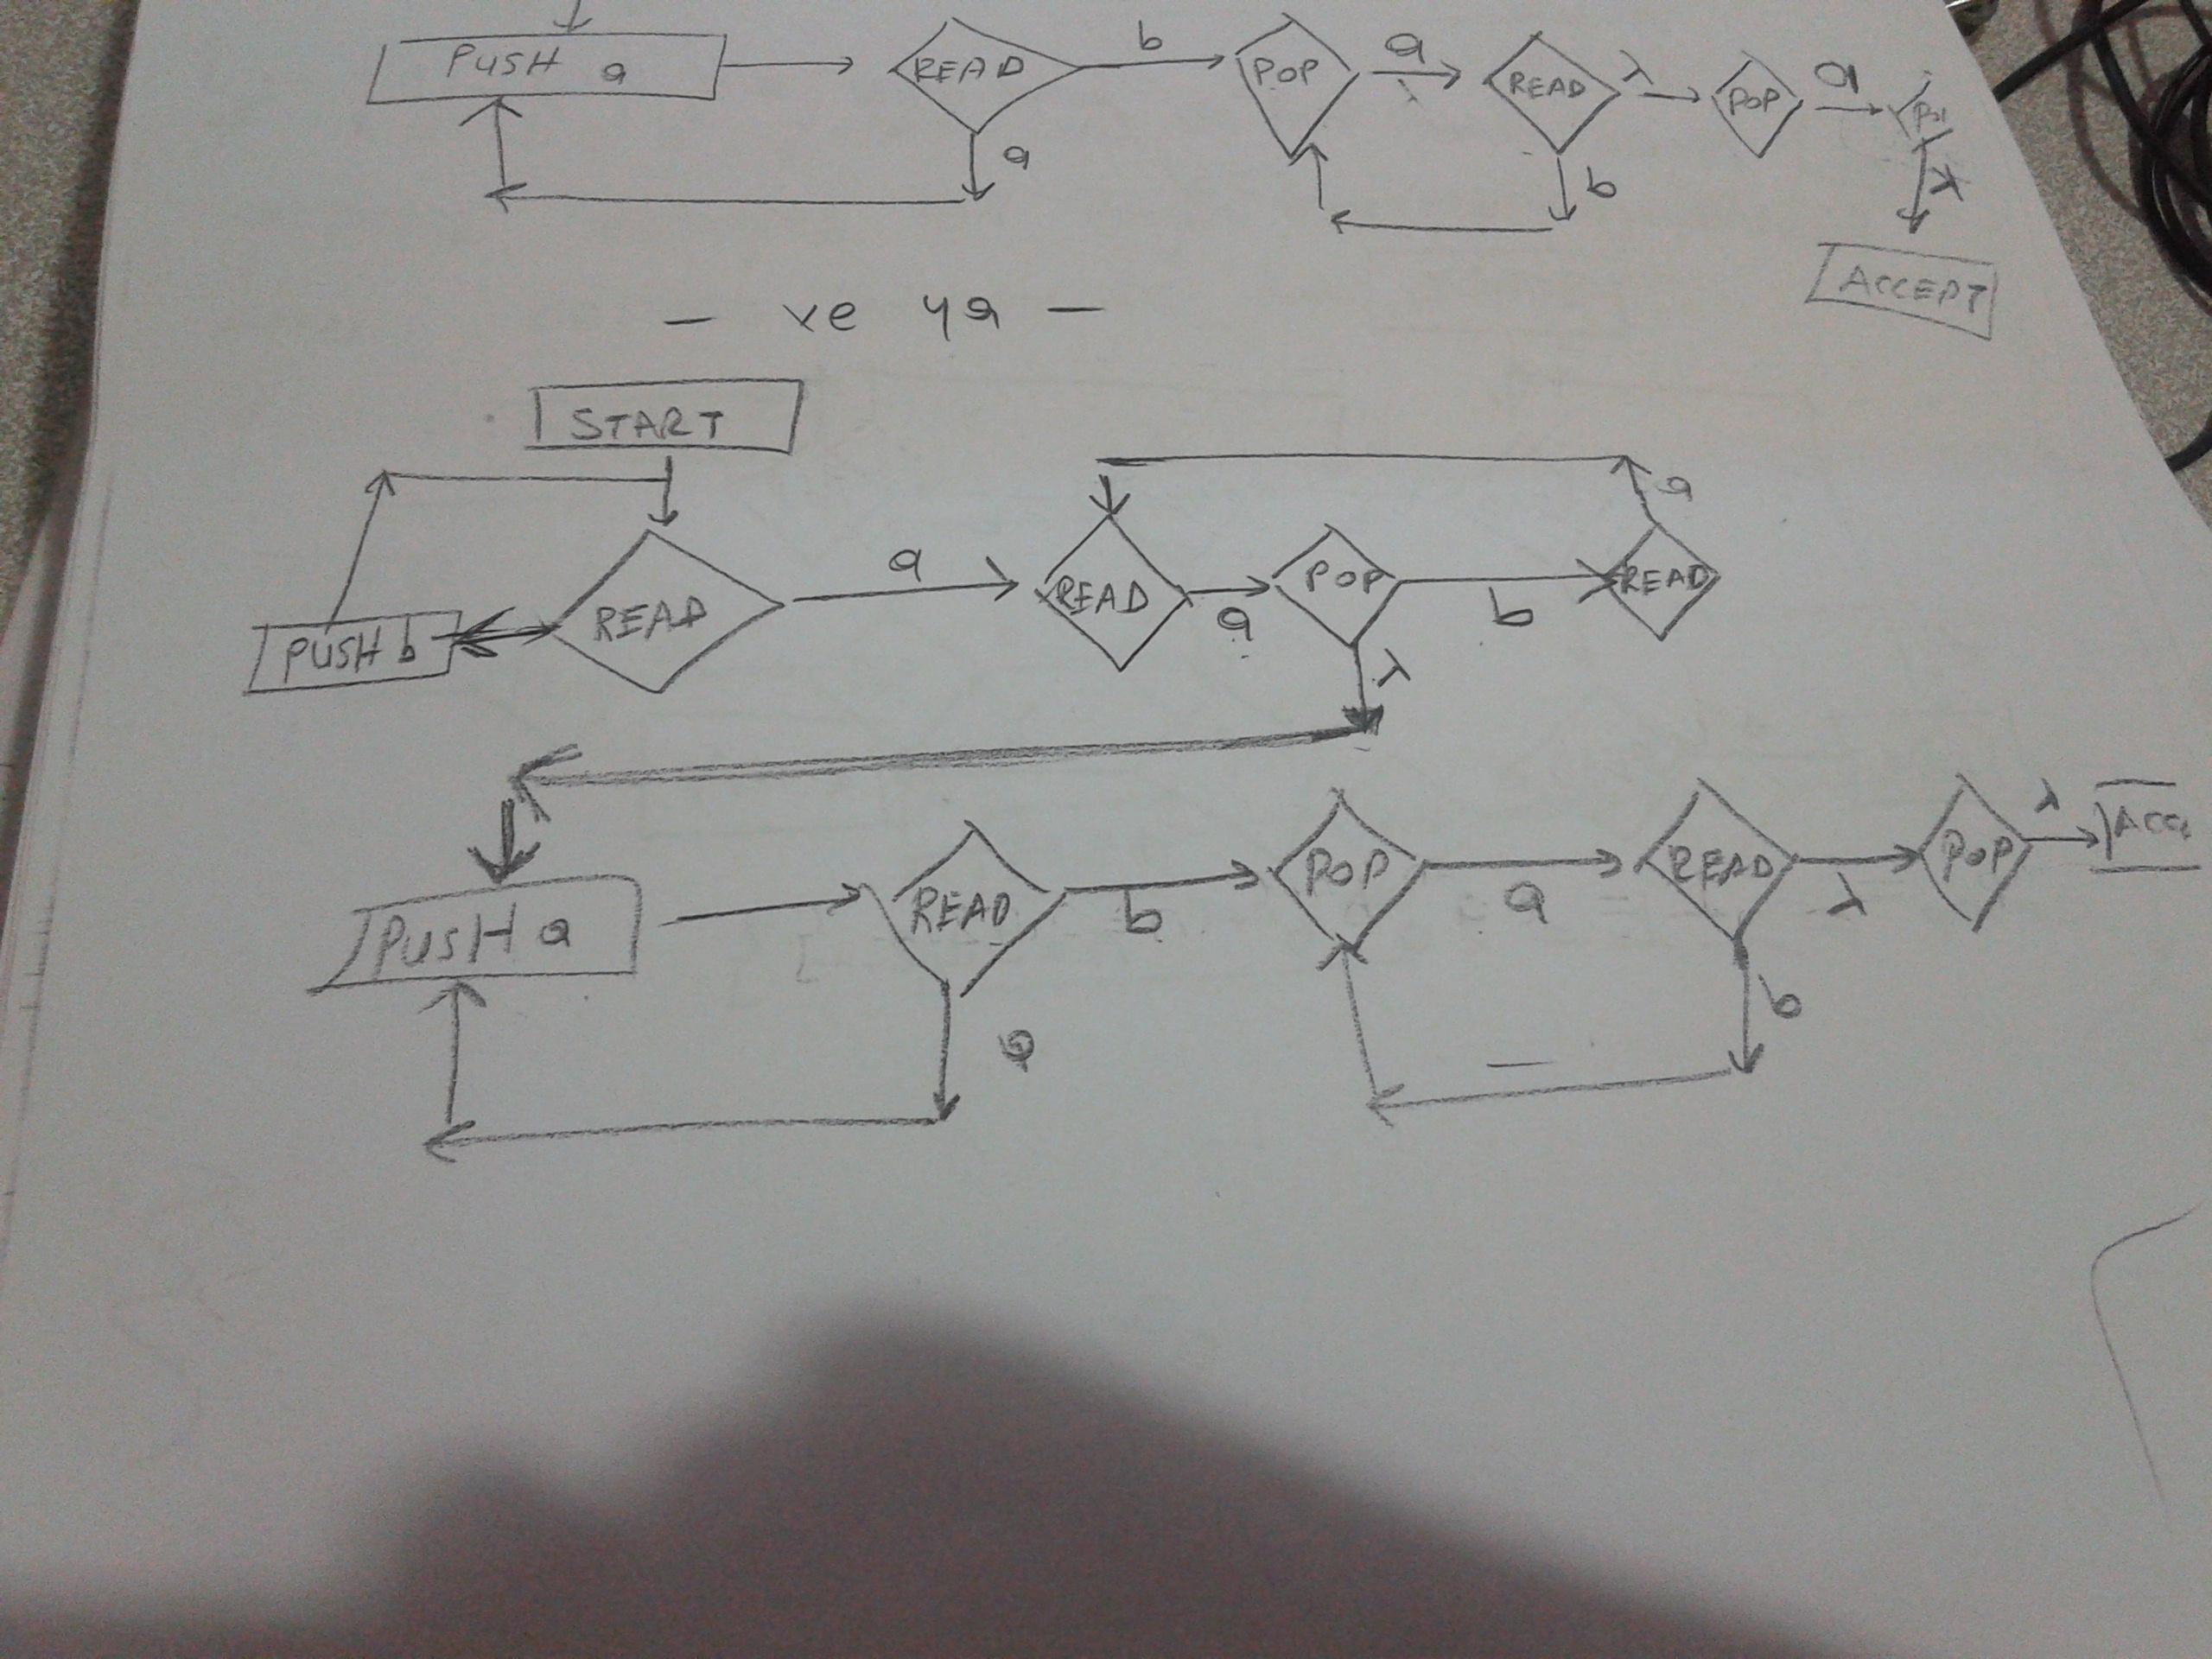 PUSH a READ b POP a READ λ POP a POP
a b λ
ACCEPT
- ve ya -
START
a
READ a READ a POP b READ
PUSH b
λ
PUSH a READ b POP a READ λ POP λ
a b